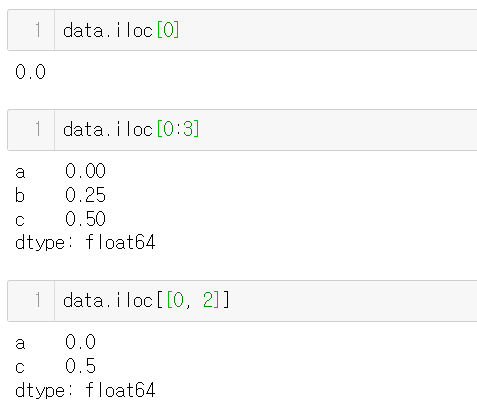 1 data.iloc[0]
0.0
1 data.iloc[0:3]
a 0.00
b 0.25
c 0.50
dtype: float64
1 data.iloc[[0, 2]]
a 0.0
c 0.5
dtype: float64